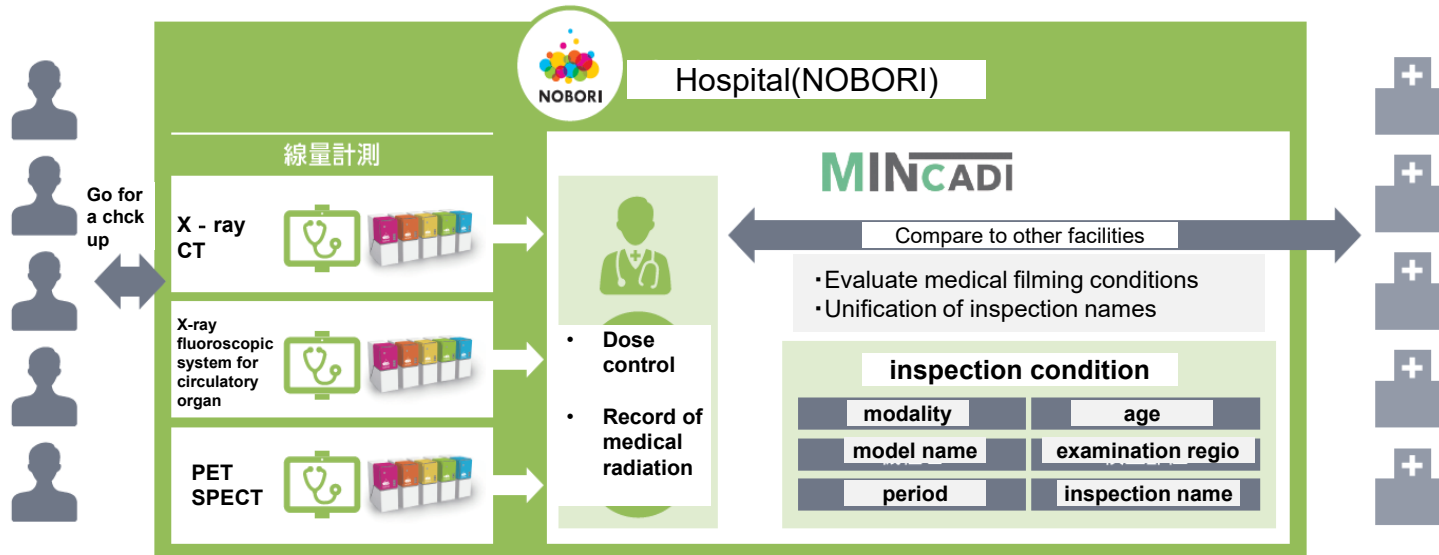 NOBORI
Hospital(NOBORI)
線量計測
MINCADI
Go for
a chck
up
X - ray
CT
X-ray
fluoroscopic
system for
circulatory
organ
PET
SPECT
• Dose
control
• Record of
medical
radiation
Compare to other facilities
・Evaluate medical filming conditions
・Unification of inspection names
inspection condition
modality
age
model name
examination regio
period
inspection name